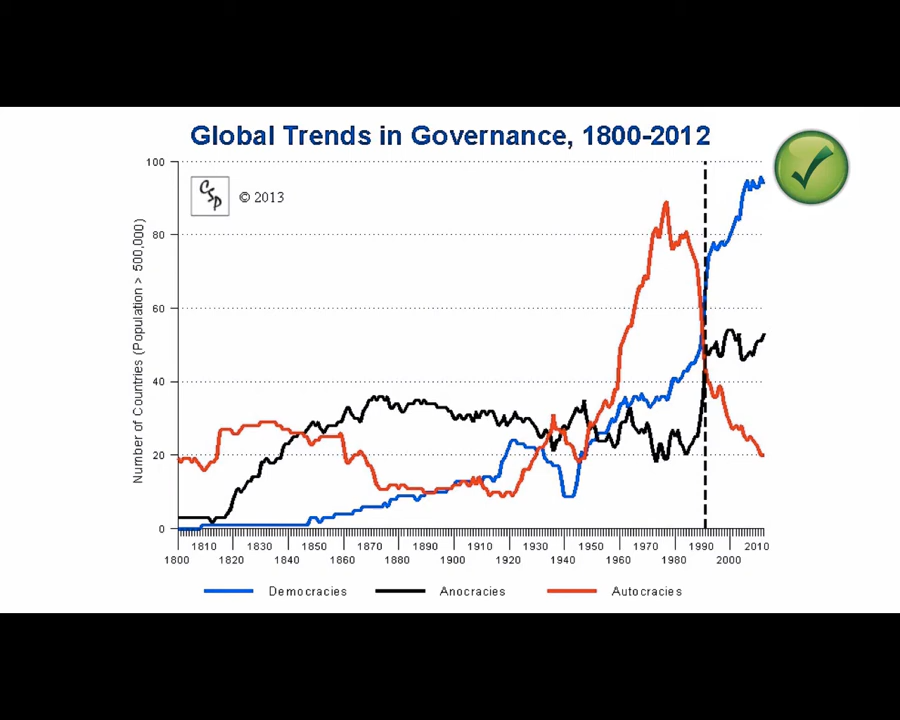 Global Trends in Governance, 1800-2012
CSP
© 2013
Number of Countries (Population > 500,000)
100
80
60
40
20
0
1810 1830 1850 1870 1890 1910 1930 1950 1970 1990 2010
1800 1820 1840 1860 1880 1900 1920 1940 1960 1980 2000
Democracies Anocracies Autocracies